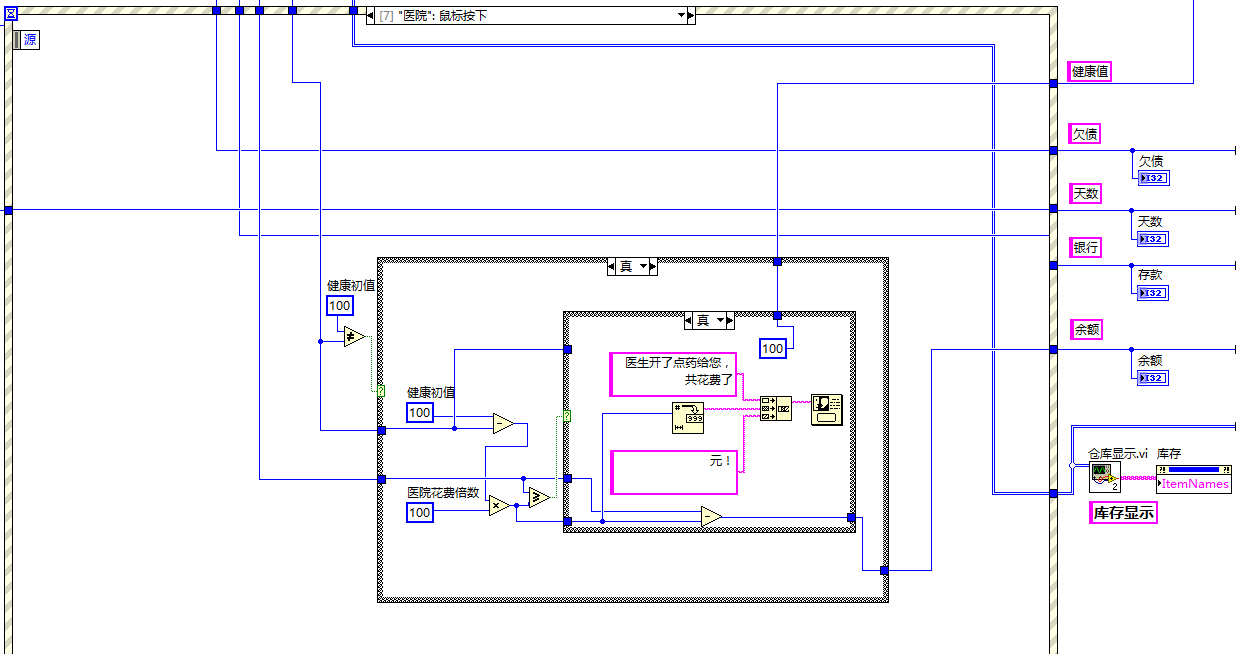 [7] "医院": 鼠标按下
源
健康值
欠债
欠债
I32
天数
天数
I32
银行
存款
I32
余额
余额
I32
真
健康初值
100
真
100
医生开了点药给您，
共花费了
健康初值
100
#
999
元！
医院花费倍数
100
仓库显示.vi
库存
2
ItemNames
库存显示